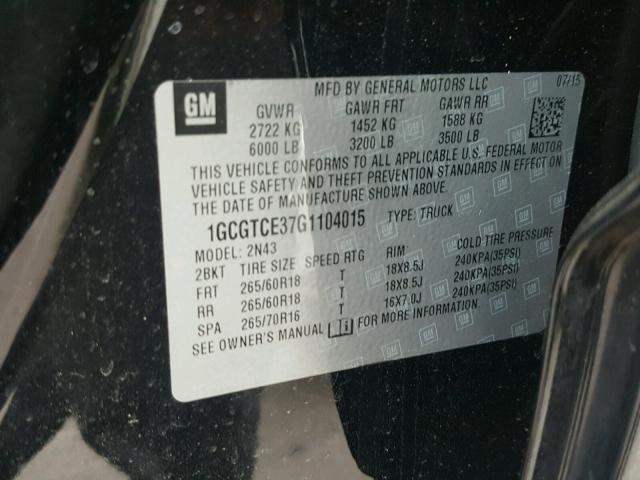 GM
MFD BY GENERAL MOTORS LLC 07/15
GVWR GAWR FRT GAWR RR
2722 KG 1452 KG 1588 KG
6000 LB 3200 LB 3500 LB
THIS VEHICLE CONFORMS TO ALL APPLICABLE U.S. FEDERAL MOTOR
VEHICLE SAFETY AND THEFT PREVENTION STANDARDS IN EFFECT ON
THE DATE OF MANUFACTURE SHOWN ABOVE.
1GCGTCE37G1104015 TYPE: TRUCK
MODEL: 2N43
2BKT TIRE SIZE SPEED RTG RIM COLD TIRE PRESSURE
FRT 265/60R18 T 18X8.5J 240KPA(35PSI)
RR 265/60R18 T 18X8.5J 240KPA(35PSI)
SPA 265/70R16 T 16X7.0J 240KPA(35PSI)
SEE OWNER'S MANUAL FOR MORE INFORMATION.